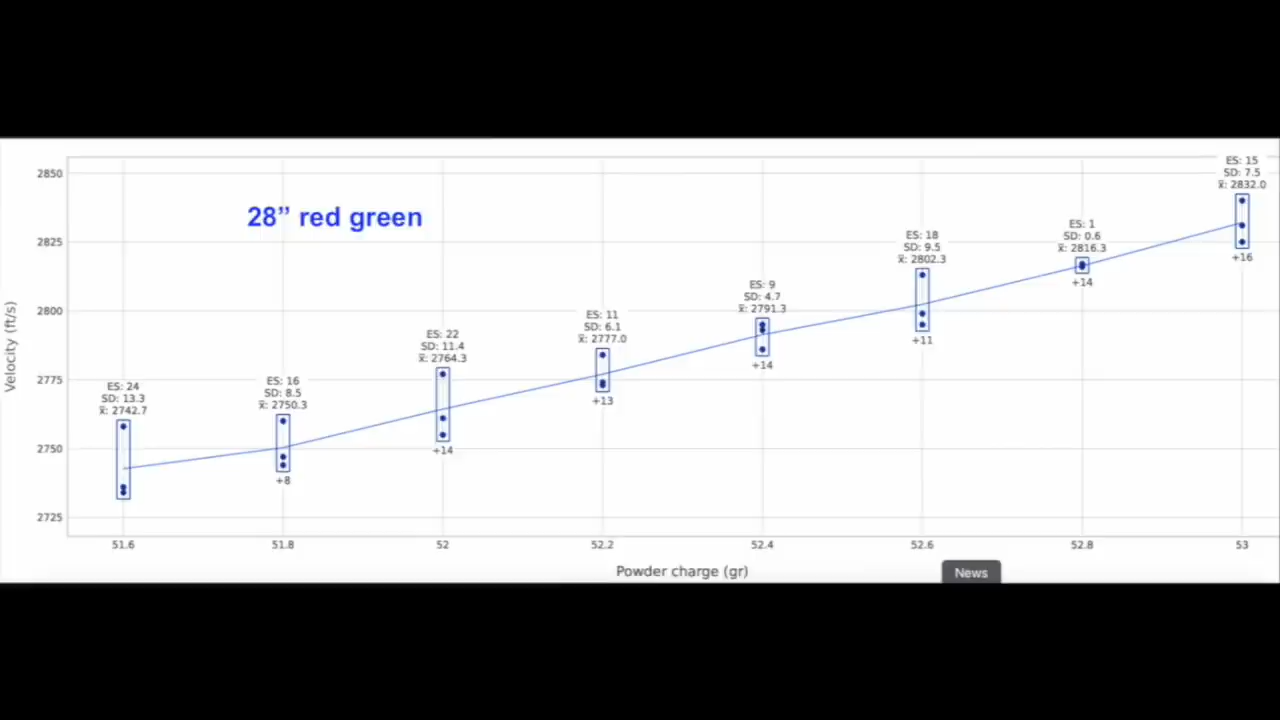 28” red green
Velocity (ft/s)
2850
2825
2800
2775
2750
2725
ES: 24
SD: 13.3
x̅: 2742.7
ES: 16
SD: 8.5
x̅: 2750.3
+8
ES: 22
SD: 11.4
x̅: 2764.3
+14
ES: 11
SD: 6.1
x̅: 2777.0
+13
ES: 9
SD: 4.7
x̅: 2791.3
+14
ES: 18
SD: 9.5
x̅: 2802.3
+11
ES: 1
SD: 0.6
x̅: 2816.3
+14
ES: 15
SD: 7.5
x̅: 2832.0
+16
51.6 51.8 52 52.2 52.4 52.6 52.8 53
Powder charge (gr)
News